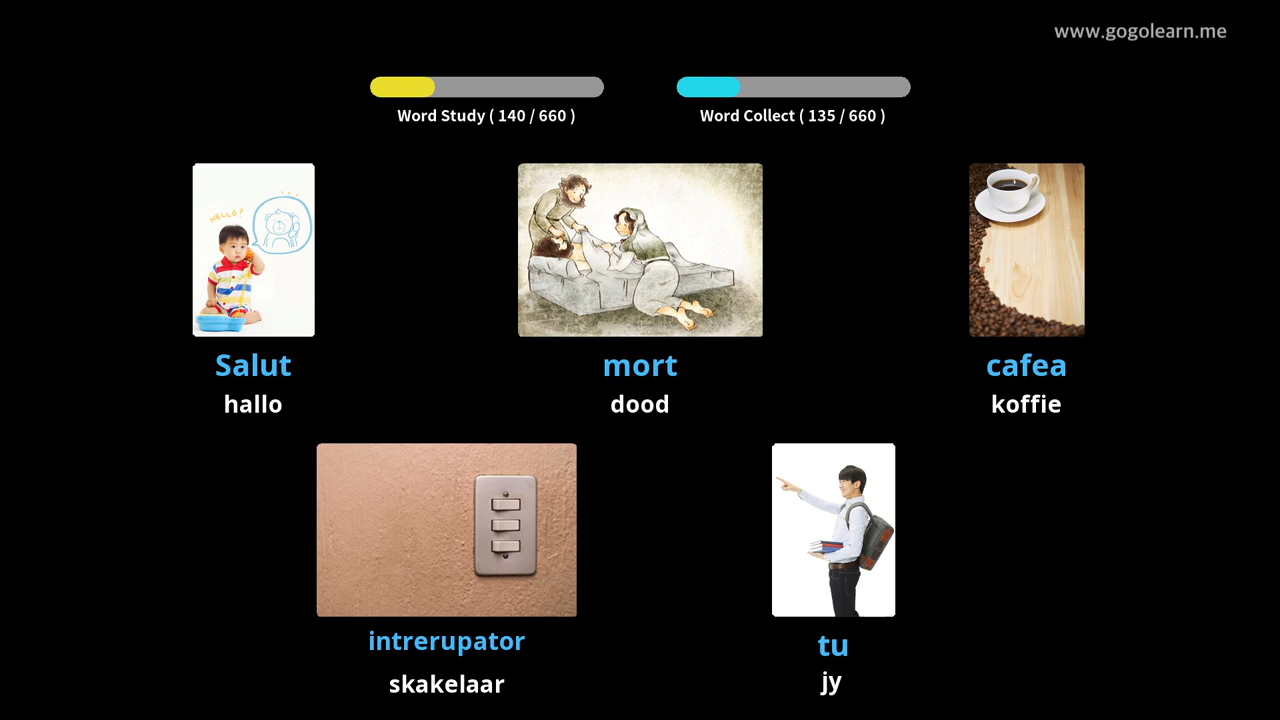 www.gogolearn.me
Word Study ( 140 / 660 )
Word Collect ( 135 / 660 )
HELLO?
Salut
mort
cafea
hallo
dood
koffie
intrerupator
tu
skakelaar
jy